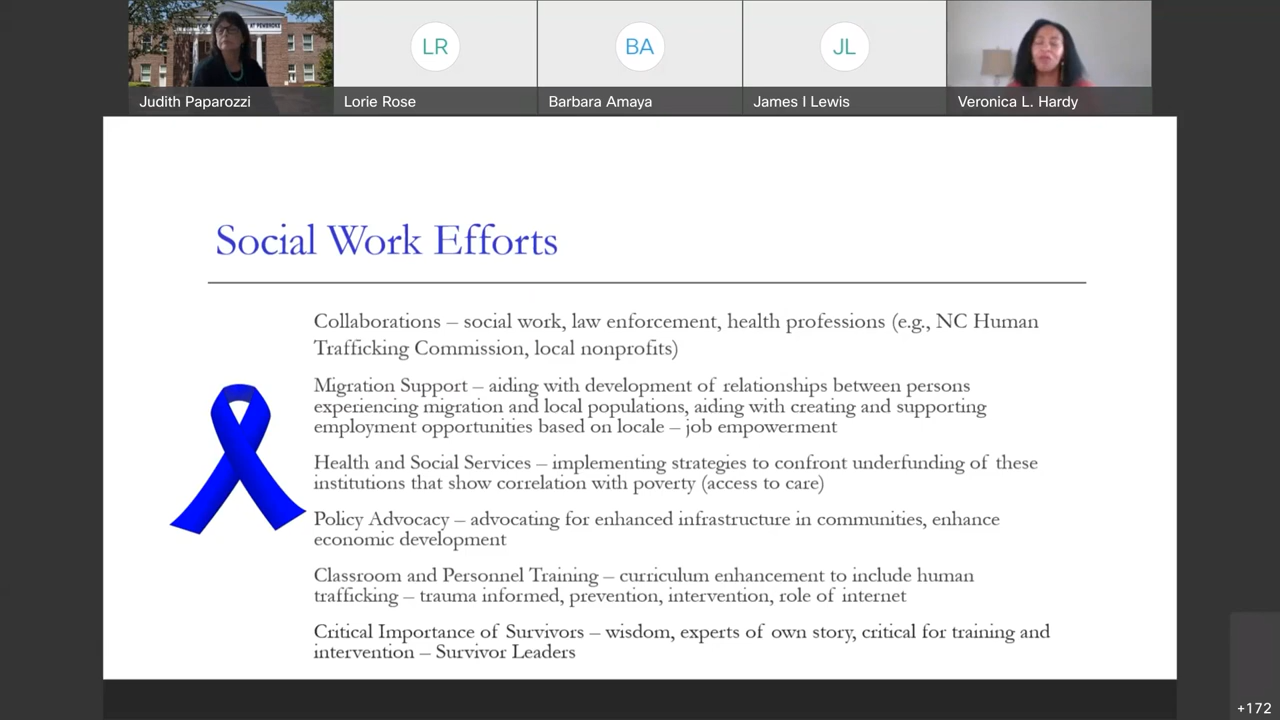 AT PEMBROKE
LR
BA
JL
Judith Paparozzi
Lorie Rose
Barbara Amaya
James I Lewis
Veronica L. Hardy
Social Work Efforts
Collaborations – social work, law enforcement, health professions (e.g., NC Human
Trafficking Commission, local nonprofits)
Migration Support – aiding with development of relationships between persons
experiencing migration and local populations, aiding with creating and supporting
employment opportunities based on locale – job empowerment
Health and Social Services – implementing strategies to confront underfunding of these
institutions that show correlation with poverty (access to care)
Policy Advocacy – advocating for enhanced infrastructure in communities, enhance
economic development
Classroom and Personnel Training – curriculum enhancement to include human
trafficking – trauma informed, prevention, intervention, role of internet
Critical Importance of Survivors – wisdom, experts of own story, critical for training and
intervention – Survivor Leaders
+172